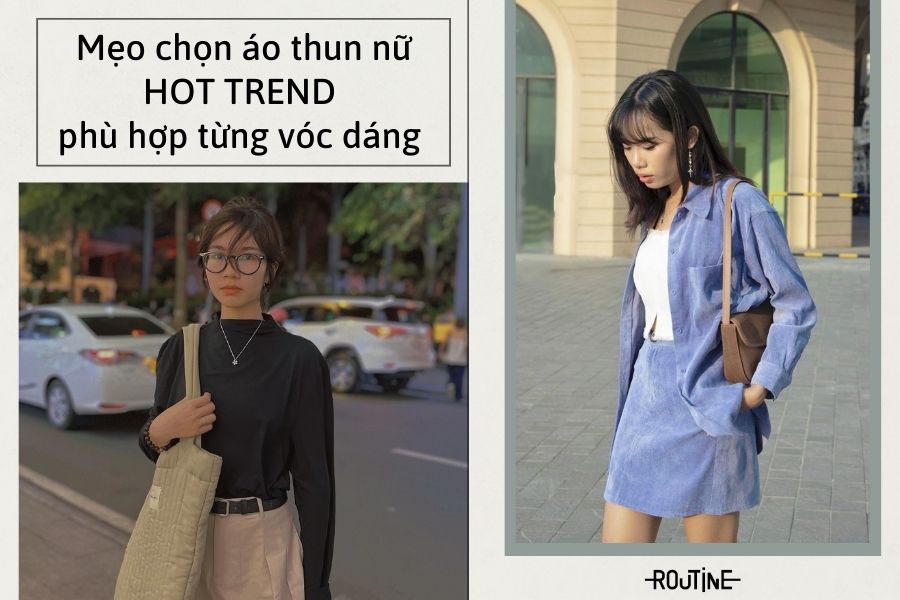 Mẹo chọn áo thun nữ
HOT TREND
phù hợp từng vóc dáng
ROUTINE